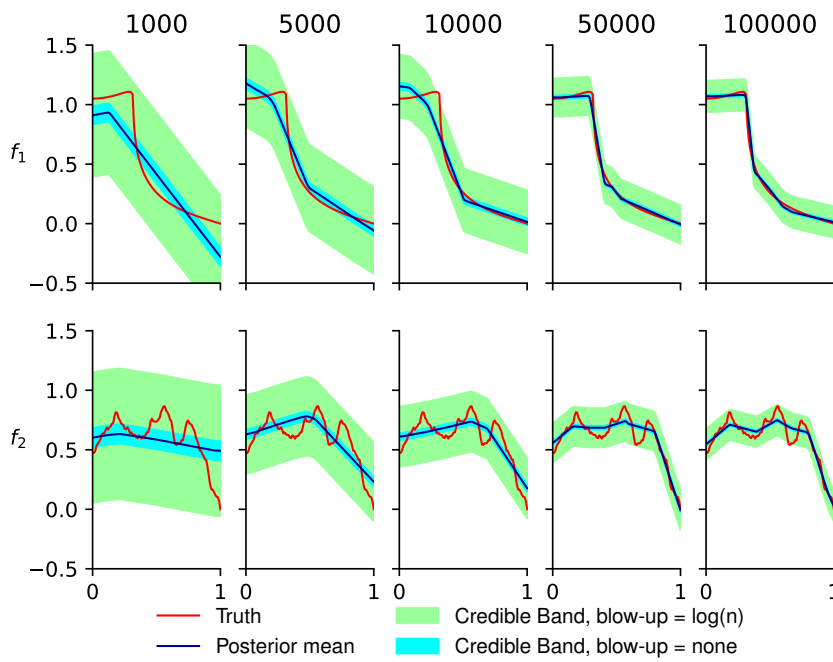 1000 5000 10000 50000 100000
1.5
1.0
f₁
0.5
0.0
−0.5
1.5
1.0
f₂
0.5
0.0
−0.5
0 1 0 1 0 1 0 1 0 1
Truth
Posterior mean
Credible Band, blow-up = log(n)
Credible Band, blow-up = none